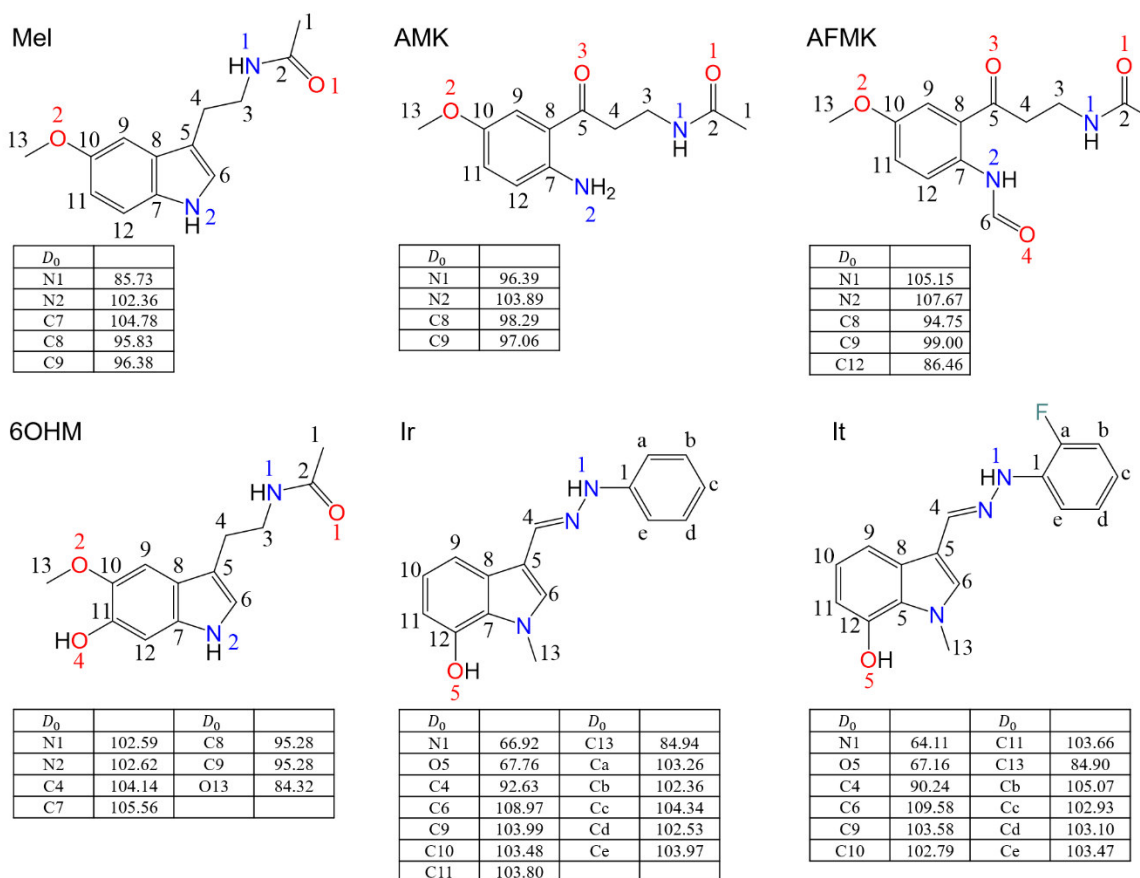 Mel
1
1
HN
2
O 1
4
3
2
O
13
9
10
8
5
6
11
7
N 2
H
12
D0
N1 85.73
N2 102.36
C7 104.78
C8 95.83
C9 96.38
AMK
3
O
1
O
2
O
9
3
13
10
8
5
4
1
N
H
2
1
11
7
12
NH2
2
D0
N1 96.39
N2 103.89
C8 98.29
C9 97.06
AFMK
3
O
1
O
2
O
9
4
3
13
10
8
5
1 N
H
2
11
2
12
7
NH
6
O
4
D0
N1 105.15
N2 107.67
C8 94.75
C9 99.00
C12 86.46
6OHM
1
1
HN
2
O
1
4
3
2
O
9
13
10
8
5
11
6
HO
4
12
7
N 2
H
D0 D0
N1 102.59 C8 95.28
N2 102.62 C9 95.28
C4 104.14 O13 84.32
C7 105.56
Ir
a
b
1
1
HN
c
4
N
e
d
9
10
8
5
11
6
7
N
12
13
OH
5
D0 D0
N1 66.92 C13 84.94
O5 67.76 Ca 103.26
C4 92.63 Cb 102.36
C6 108.97 Cc 104.34
C9 103.99 Cd 102.53
C10 103.48 Ce 103.97
C11 103.80
It
F
a
b
1
1
HN
c
4
N
e
d
9
10
8
5
6
11
5
N
12
13
OH
5
D0 D0
N1 64.11 C11 103.66
O5 67.16 C13 84.90
C4 90.24 Cb 105.07
C6 109.58 Cc 102.93
C9 103.58 Cd 103.10
C10 102.79 Ce 103.47